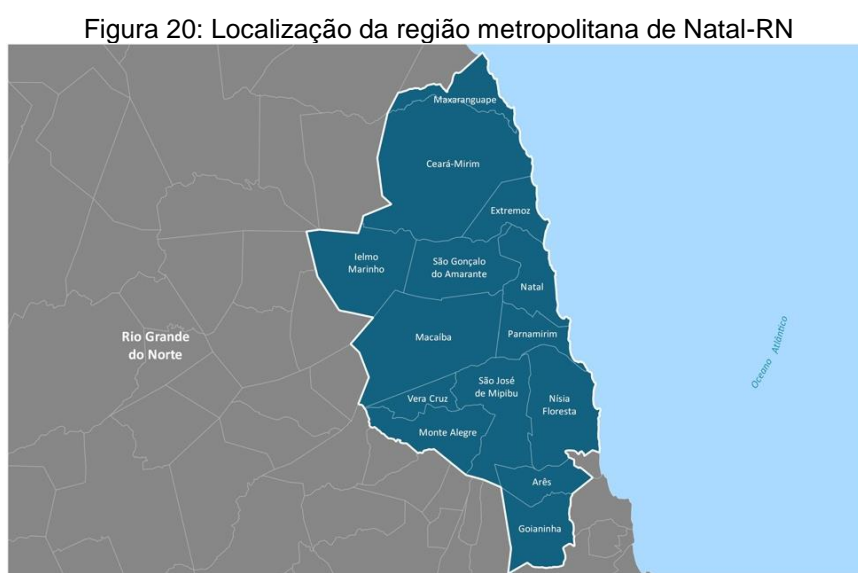 Figura 20: Localização da região metropolitana de Natal-RN
Maxaranguape
Ceará-Mirim
Extremoz
Ielmo
Marinho
São Gonçalo
do Amarante
Natal
Rio Grande
do Norte
Macaíba
Parnamirim
Oceano Atlântico
São José
de Mipibu
Vera Cruz
Nísia
Floresta
Monte Alegre
Arês
Goianinha